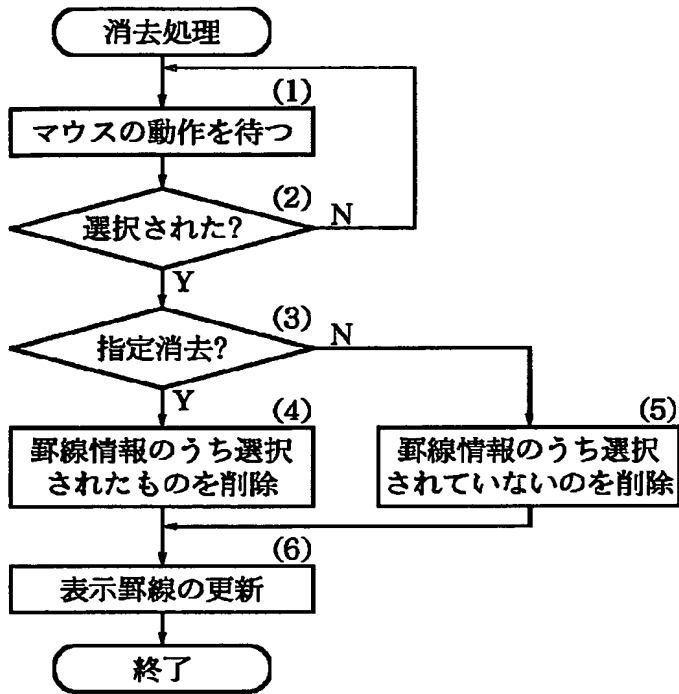 消去処理
(1)
マウスの動作を待つ
(2)
選択された?
N
Y
(3)
指定消去?
N
Y
(4)
罫線情報のうち選択
されたものを削除
(5)
罫線情報のうち選択
されていないのを削除
(6)
表示罫線の更新
終了